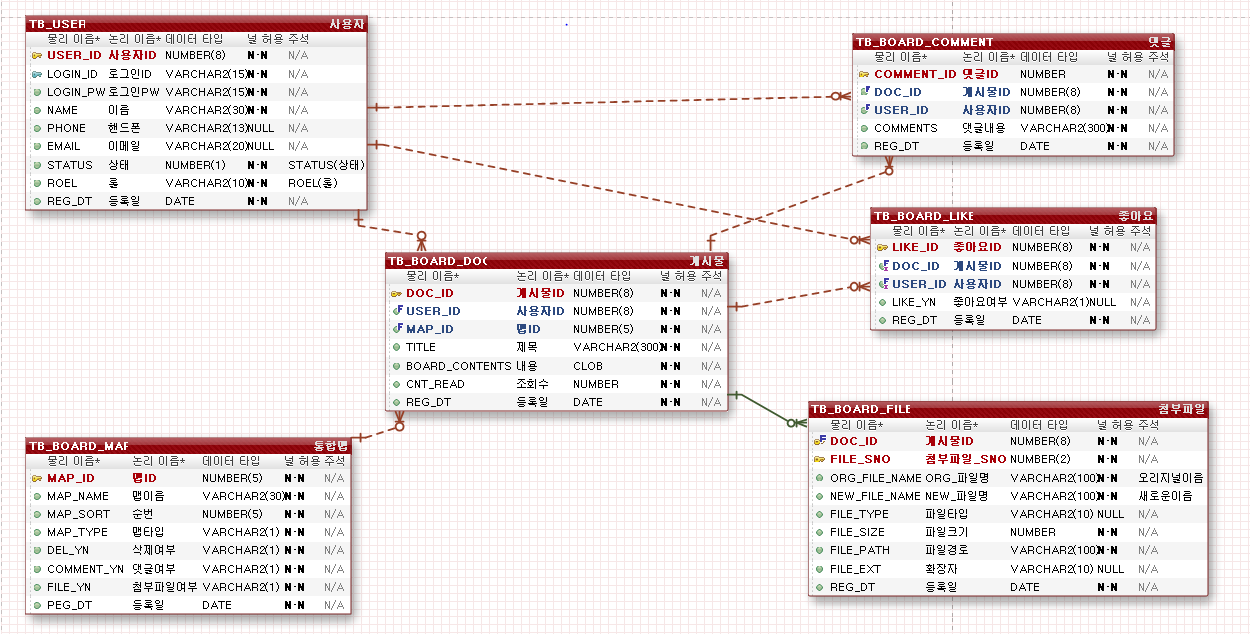 TB_USER 사용자
물리 이름* 논리 이름* 데이터 타입 널 허용 주석
USER_ID 사용자ID NUMBER(8) N-N N/A
LOGIN_ID 로그인ID VARCHAR2(15) N-N N/A
LOGIN_PW 로그인PW VARCHAR2(15) N-N N/A
NAME 이름 VARCHAR2(30) N-N N/A
PHONE 핸드폰 VARCHAR2(13) NULL N/A
EMAIL 이메일 VARCHAR2(20) NULL N/A
STATUS 상태 NUMBER(1) N-N STATUS(상태)
ROEL 롤 VARCHAR2(10) N-N ROEL(롤)
REG_DT 등록일 DATE N-N N/A
TB_BOARD_COMMENT 댓글
물리 이름* 논리 이름* 데이터 타입 널 허용 주석
COMMENT_ID 댓글ID NUMBER N-N N/A
DOC_ID 게시물ID NUMBER(8) N-N N/A
USER_ID 사용자ID NUMBER(8) N-N N/A
COMMENTS 댓글내용 VARCHAR2(300) N-N N/A
REG_DT 등록일 DATE N-N N/A
TB_BOARD_LIKE 좋아요
물리 이름* 논리 이름* 데이터 타입 널 허용 주석
LIKE_ID 좋아요ID NUMBER(8) N-N N/A
DOC_ID 게시물ID NUMBER(8) N-N N/A
USER_ID 사용자ID NUMBER(8) N-N N/A
LIKE_YN 좋아요여부 VARCHAR2(1) NULL N/A
REG_DT 등록일 DATE N-N N/A
TB_BOARD_DOC 게시물
물리 이름* 논리 이름* 데이터 타입 널 허용 주석
DOC_ID 게시물ID NUMBER(8) N-N N/A
USER_ID 사용자ID NUMBER(8) N-N N/A
MAP_ID 맵ID NUMBER(5) N-N N/A
TITLE 제목 VARCHAR2(300) N-N N/A
BOARD_CONTENTS 내용 CLOB N-N N/A
CNT_READ 조회수 NUMBER N-N N/A
REG_DT 등록일 DATE N-N N/A
TB_BOARD_MAP 통합맵
물리 이름* 논리 이름* 데이터 타입 널 허용 주석
MAP_ID 맵ID NUMBER(5) N-N N/A
MAP_NAME 맵이름 VARCHAR2(30) N-N N/A
MAP_SORT 순번 NUMBER(5) N-N N/A
MAP_TYPE 맵타입 VARCHAR2(1) N-N N/A
DEL_YN 삭제여부 VARCHAR2(1) N-N N/A
COMMENT_YN 댓글여부 VARCHAR2(1) N-N N/A
FILE_YN 첨부파일여부 VARCHAR2(1) N-N N/A
PEG_DT 등록일 DATE N-N N/A
TB_BOARD_FILE 첨부파일
물리 이름* 논리 이름* 데이터 타입 널 허용 주석
DOC_ID 게시물ID NUMBER(8) N-N N/A
FILE_SNO 첨부파일_SNO NUMBER(2) N-N N/A
ORG_FILE_NAME ORG_파일명 VARCHAR2(100) N-N 오리지널이름
NEW_FILE_NAME NEW_파일명 VARCHAR2(100) N-N 새로운이름
FILE_TYPE 파일타입 VARCHAR2(10) NULL N/A
FILE_SIZE 파일크기 NUMBER N-N N/A
FILE_PATH 파일경로 VARCHAR2(100) N-N N/A
FILE_EXT 확장자 VARCHAR2(10) NULL N/A
REG_DT 등록일 DATE N-N N/A